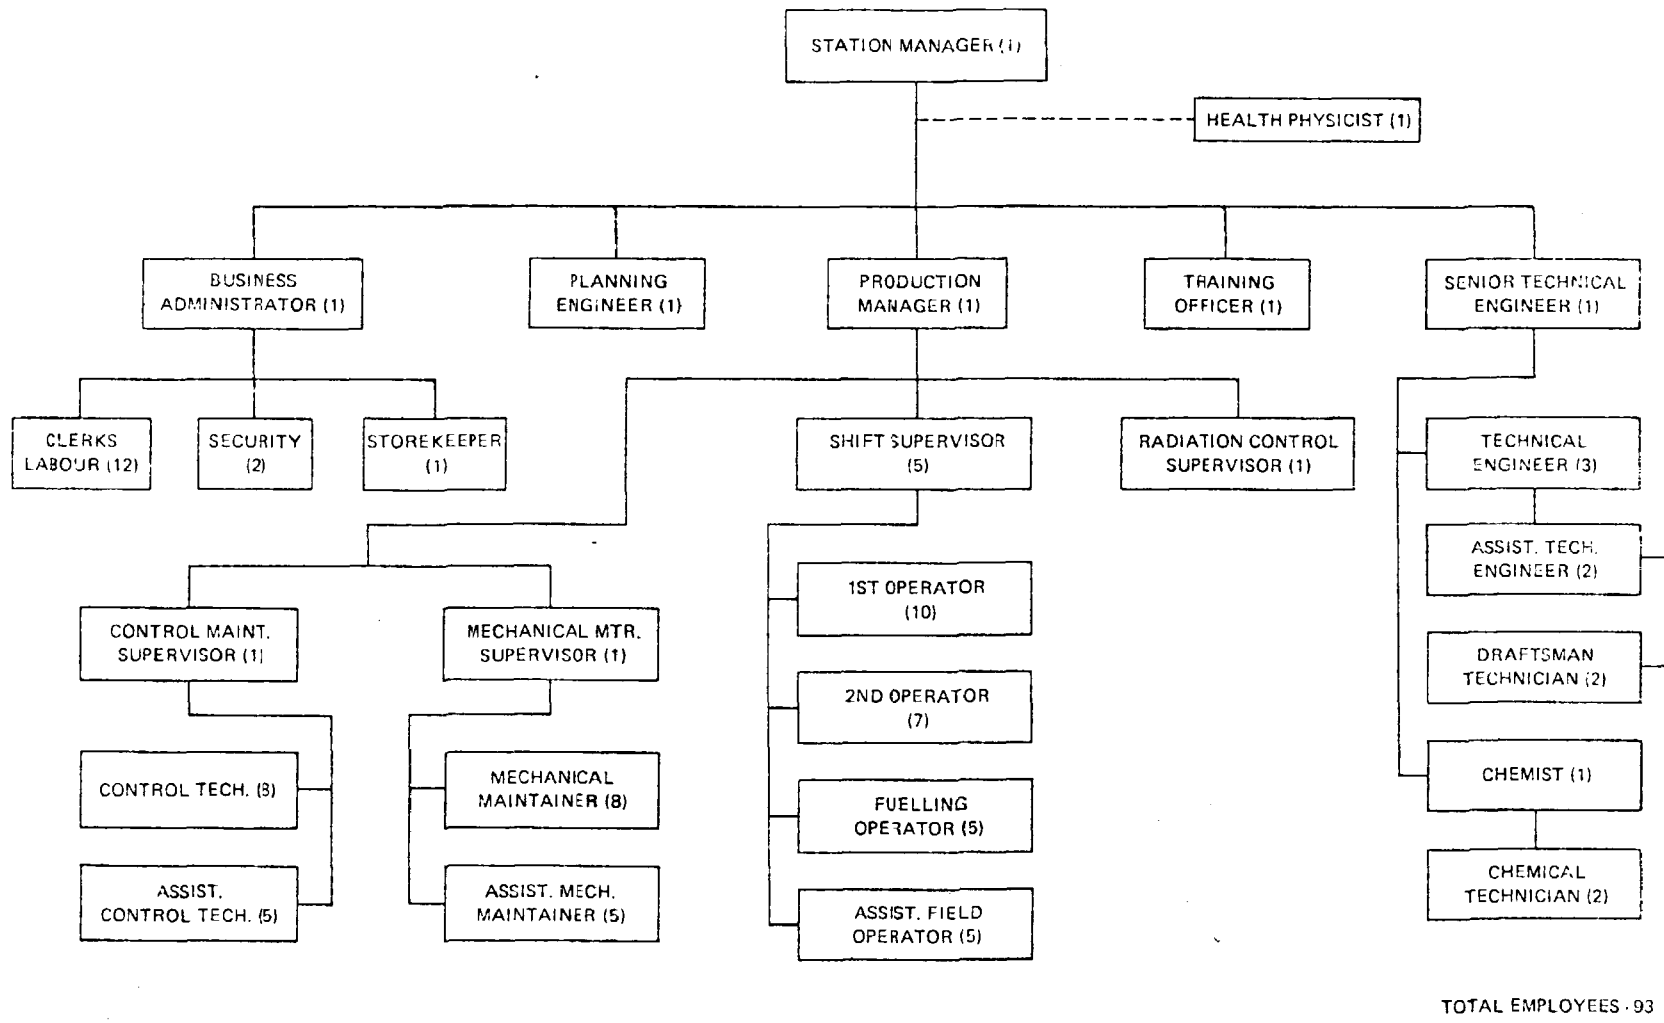 STATION MANAGER (1)
HEALTH PHYSICIST (1)
BUSINESS
ADMINISTRATOR (1)
PLANNING
ENGINEER (1)
PRODUCTION
MANAGER (1)
TRAINING
OFFICER (1)
SENIOR TECHNICAL
ENGINEER (1)
CLERKS
LABOUR (12)
SECURITY
(2)
STOREKEEPER
(1)
SHIFT SUPERVISOR
(5)
RADIATION CONTROL
SUPERVISOR (1)
TECHNICAL
ENGINEER (3)
ASSIST. TECH.
ENGINEER (2)
DRAFTSMAN
TECHNICIAN (2)
CHEMIST (1)
CHEMICAL
TECHNICIAN (2)
CONTROL MAINT.
SUPERVISOR (1)
MECHANICAL MTR.
SUPERVISOR (1)
CONTROL TECH. (8)
ASSIST.
CONTROL TECH. (5)
MECHANICAL
MAINTAINER (8)
ASSIST. MECH.
MAINTAINER (5)
1ST OPERATOR
(10)
2ND OPERATOR
(7)
FUELLING
OPERATOR (5)
ASSIST. FIELD
OPERATOR (5)
TOTAL EMPLOYEES - 93